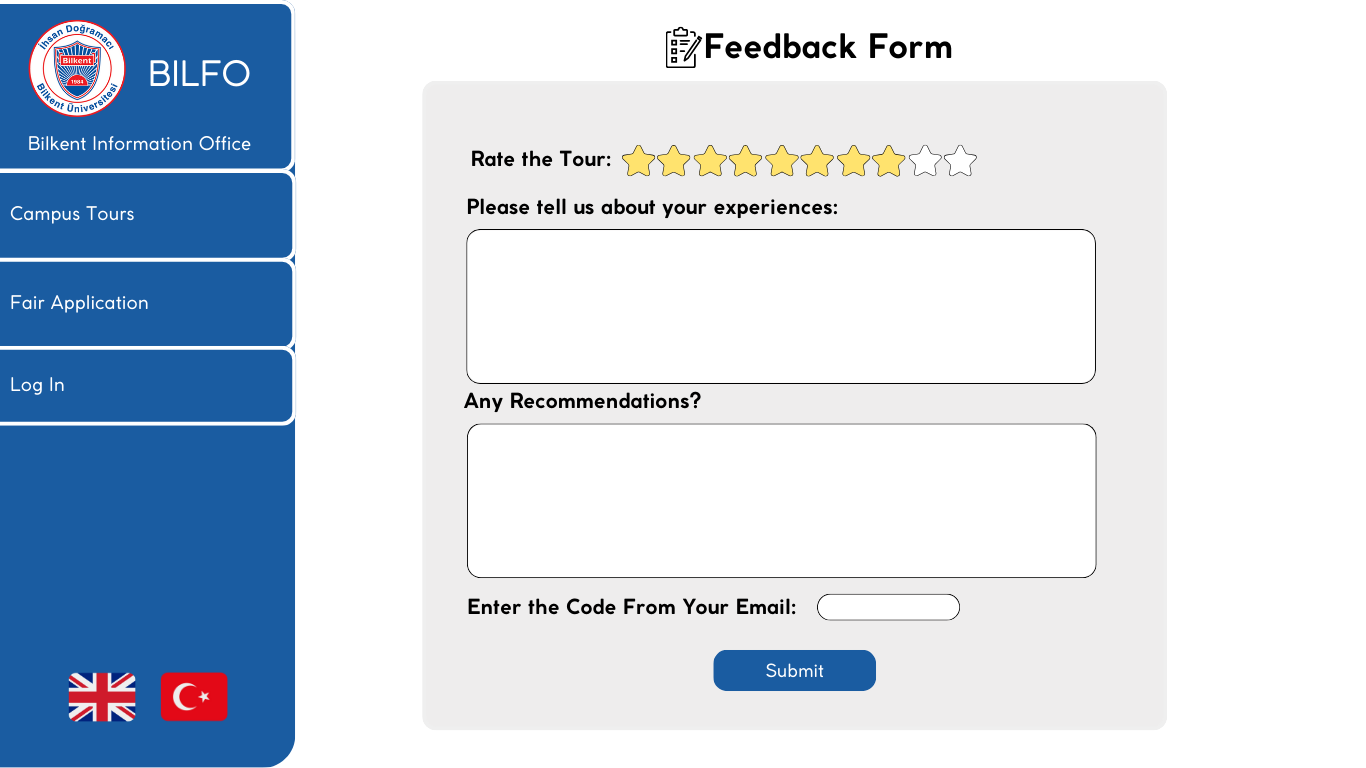 İhsan Doğramacı
Bilkent
1984
Bilkent Üniversitesi
BILFO
Bilkent Information Office
Campus Tours
Fair Application
Log In
Feedback Form
Rate the Tour:
Please tell us about your experiences:
Any Recommendations?
Enter the Code From Your Email:
Submit